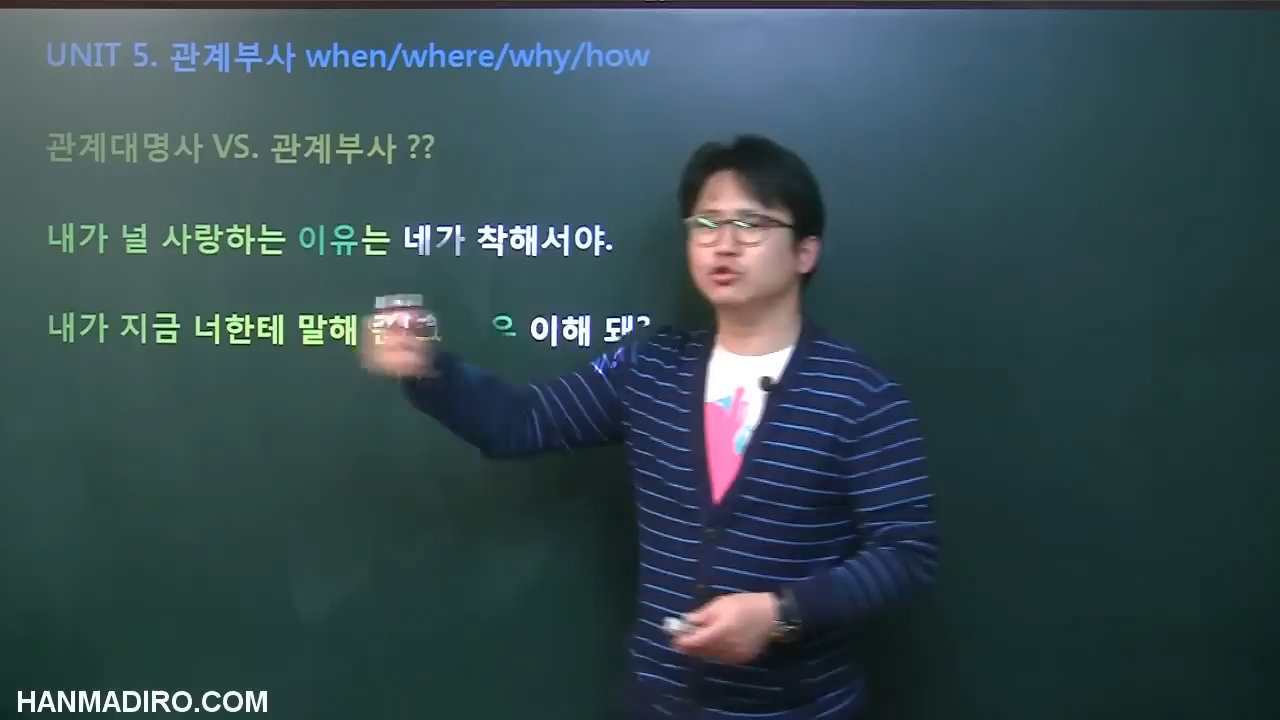 UNIT 5. 관계부사 when/where/why/how
관계대명사 VS. 관계부사 ??
내가 널 사랑하는 이유는 네가 착해서야.
내가 지금 너한테 말해 이해 돼?
HANMADIRO.COM